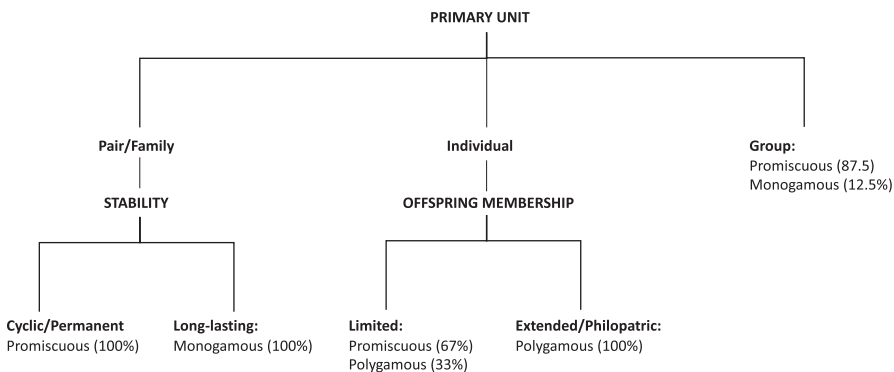 PRIMARY UNIT
Pair/Family
Individual
Group:
Promiscuous (87.5)
Monogamous (12.5%)
STABILITY
OFFSPRING MEMBERSHIP
Cyclic/Permanent
Promiscuous (100%)
Long-lasting:
Monogamous (100%)
Limited:
Promiscuous (67%)
Polygamous (33%)
Extended/Philopatric:
Polygamous (100%)